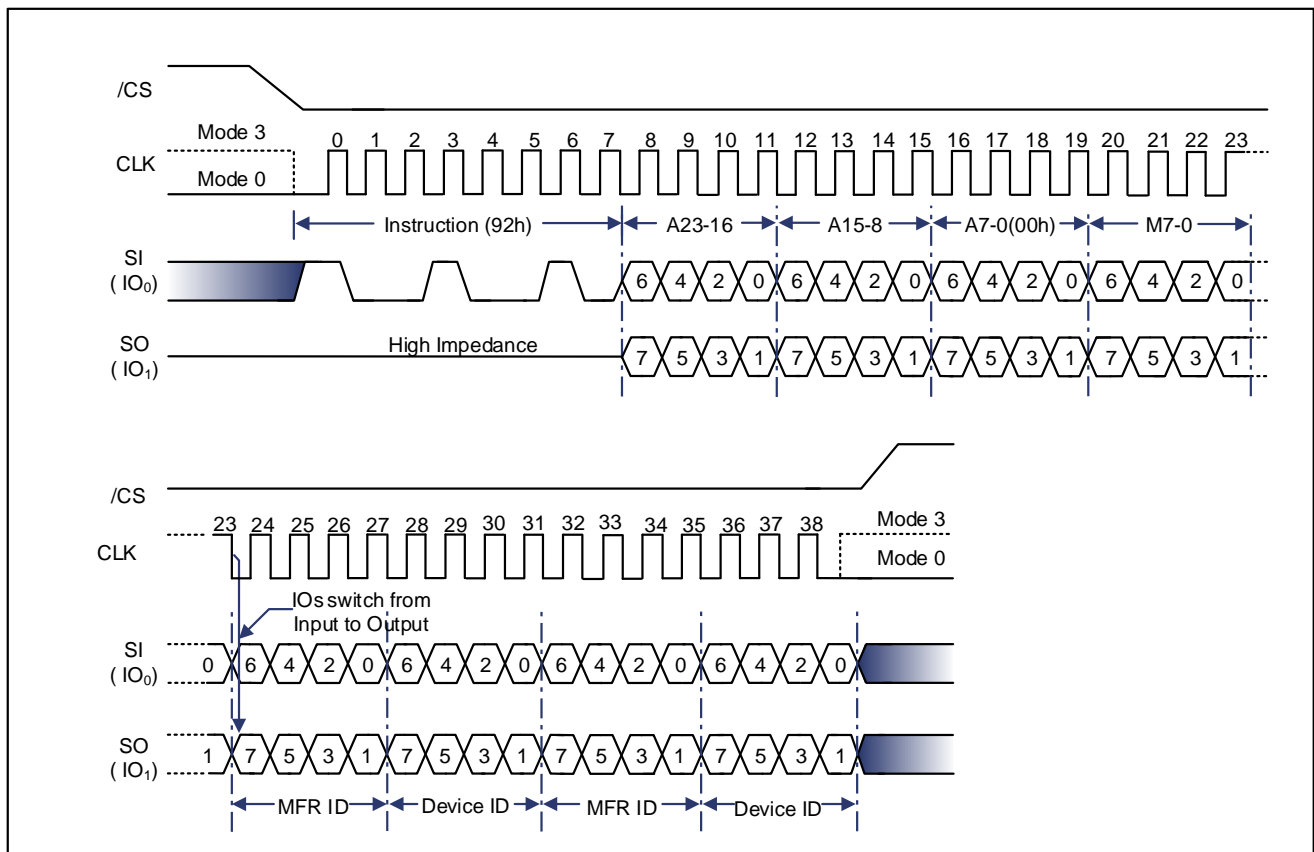 /CS
Mode 3
CLK
Mode 0
0 1 2 3 4 5 6 7 8 9 10 11 12 13 14 15 16 17 18 19 20 21 22 23
Instruction (92h) A23-16 A15-8 A7-0(00h) M7-0
SI
( IO₀)
6 4 2 0 6 4 2 0 6 4 2 0 6 4 2 0
SO
( IO₁)
High Impedance
7 5 3 1 7 5 3 1 7 5 3 1 7 5 3 1
/CS
23 24 25 26 27 28 29 30 31 32 33 34 35 36 37 38
Mode 3
CLK
Mode 0
IOs switch from
Input to Output
SI
( IO₀)
0 6 4 2 0 6 4 2 0 6 4 2 0 6 4 2 0
SO
( IO₁)
1 7 5 3 1 7 5 3 1 7 5 3 1 7 5 3 1
MFR ID Device ID MFR ID Device ID